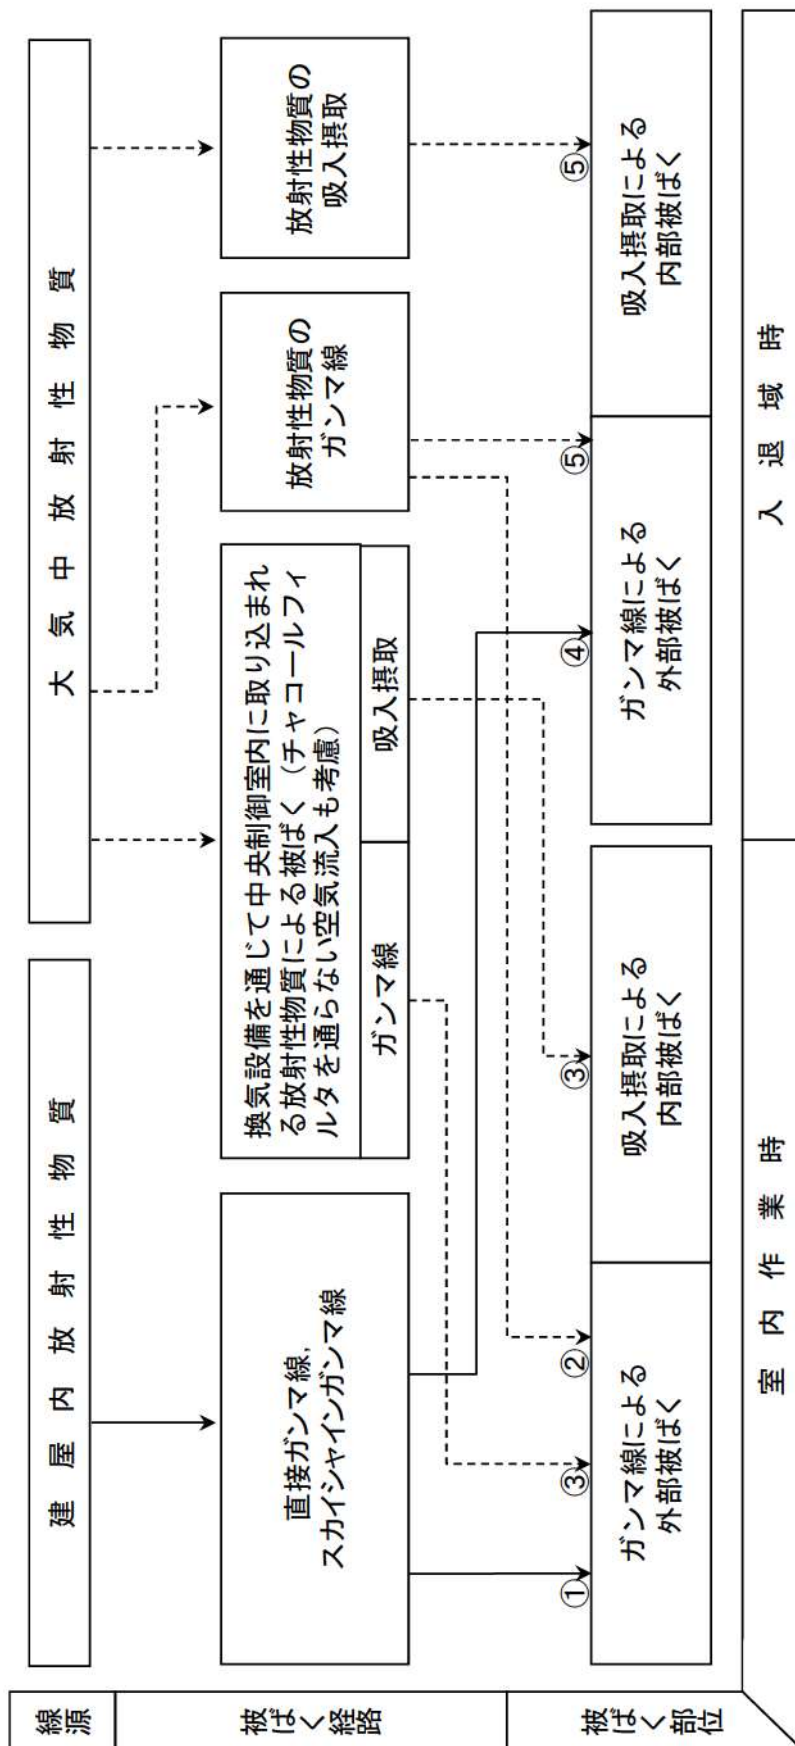 線源
建屋内放射性物質
大気中放射性物質
被ばく経路
直接ガンマ線,
スカイシャインガンマ線
換気設備を通じて中央制御室内に取り込まれ
る放射性物質による被ばく（チャコールフィ
ルタを通らない空気流入も考慮）
ガンマ線
吸入摂取
放射性物質の
ガンマ線
放射性物質の
吸入摂取
被ばく部位
①
③
②
③
④
⑤
⑤
ガンマ線による
外部被ばく
吸入摂取による
内部被ばく
ガンマ線による
外部被ばく
吸入摂取による
内部被ばく
室内作業時
入退域時